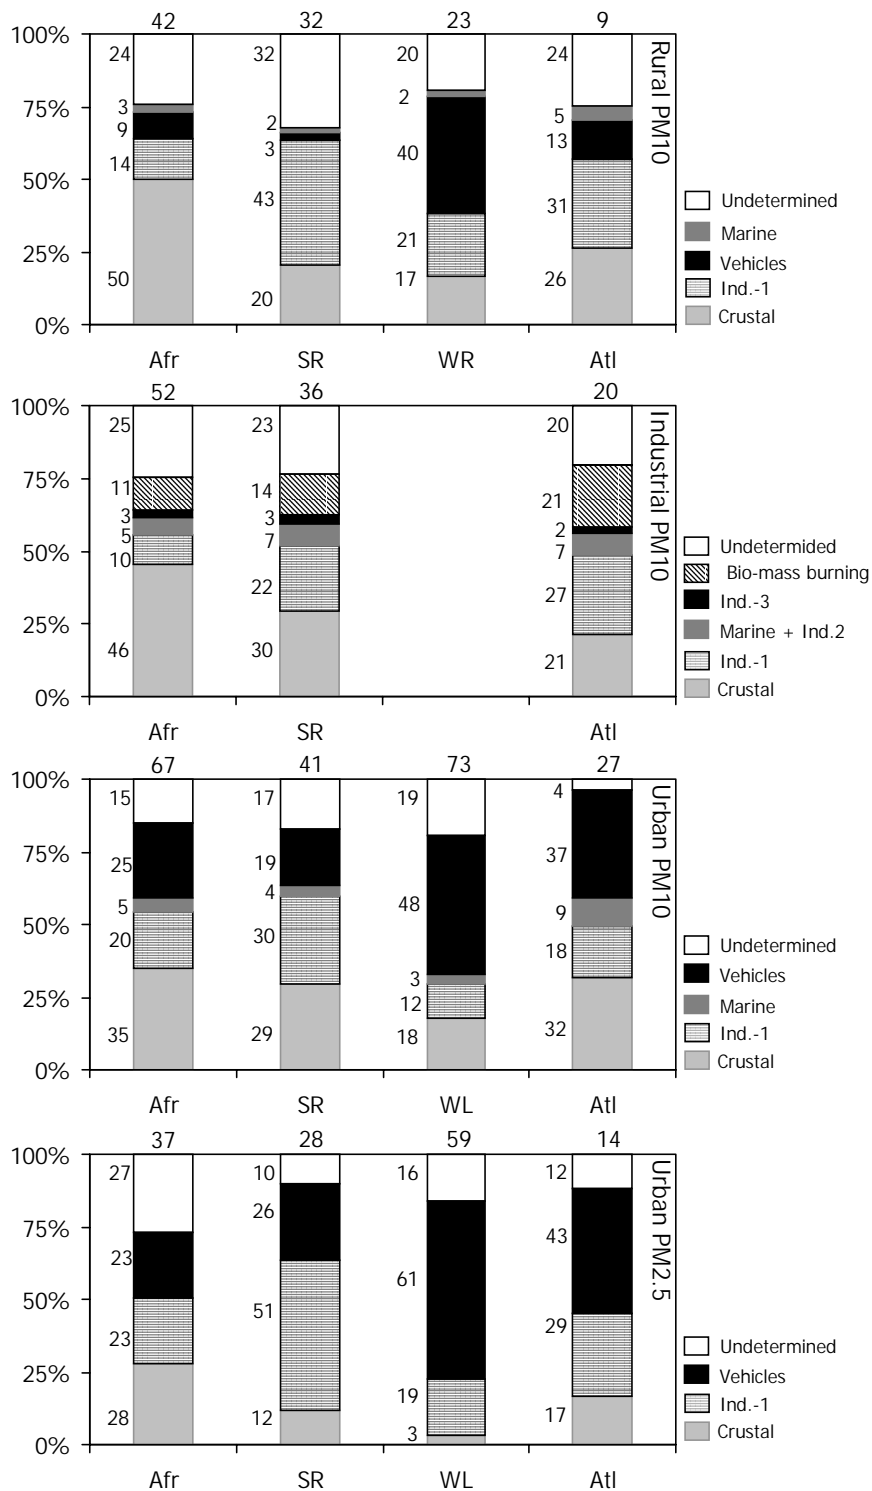 42 32 23 9
100%
24 32 20 24
Rural PM10
75%
3 2 2 5
9 3 40 13
14 43 21 31
50%
25%
50 20 17 26
0%
Undetermined
Marine
Vehicles
Ind.-1
Crustal
Afr SR WR Atl
52 36 20
100%
25 23 20
Industrial PM10
75%
11 14 21
3 3 2
5 7 7
50%
10 22 27
25%
46 30 21
0%
Undetermided
Bio-mass burning
Ind.-3
Marine + Ind.2
Ind.-1
Crustal
Afr SR Atl
67 41 73 27
100%
15 17 19 4
Urban PM10
75%
25 19 48 37
5 4 3 9
50%
20 30 12 18
25%
35 29 18 32
0%
Undetermined
Vehicles
Marine
Ind.-1
Crustal
Afr SR WL Atl
37 28 59 14
100%
27 10 16 12
Urban PM2.5
75%
23 26 61 43
50%
23 51 19 29
25%
28 12 3 17
0%
Undetermined
Vehicles
Ind.-1
Crustal
Afr SR WL Atl